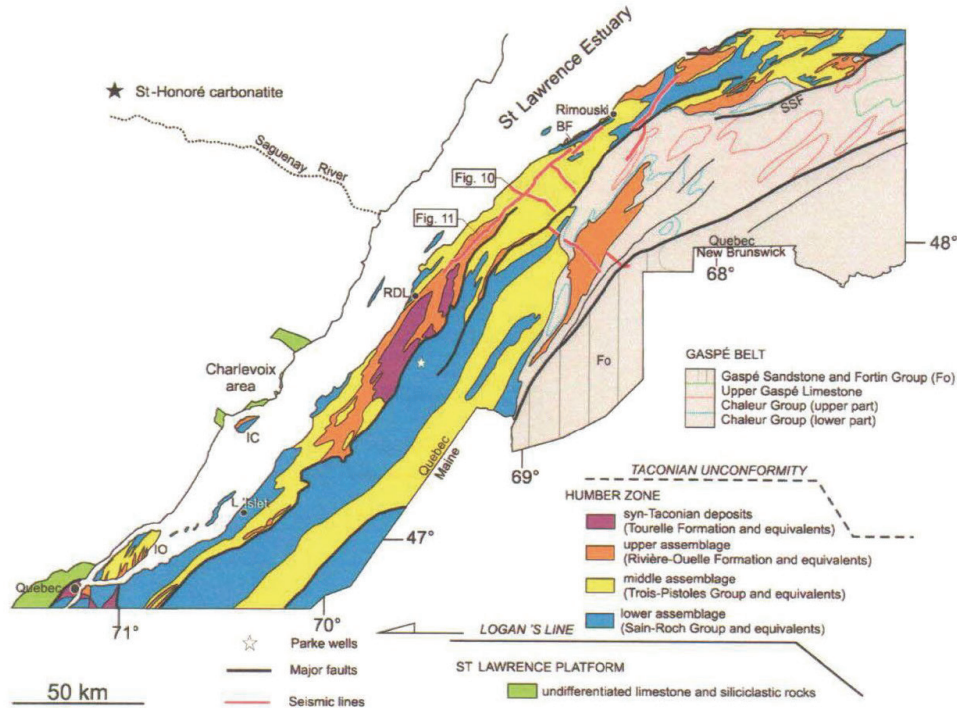 St-Honoré carbonatite
Saguenay River
St Lawrence Estuary
Rimouski
BF
SSF
Fig. 10
Fig. 11
Quebec
New Brunswick
48°
68°
RDL
Charlevoix
area
Fo
IC
Quebec
Maine
69°
L'Islet
47°
IO
Quebec
71°
70°
GASPÉ BELT
Gaspé Sandstone and Fortin Group (Fo)
Upper Gaspé Limestone
Chaleur Group (upper part)
Chaleur Group (lower part)
TACONIAN UNCONFORMITY
HUMBER ZONE
syn-Taconian deposits
(Tourelle Formation and equivalents)
upper assemblage
(Rivière-Ouelle Formation and equivalents)
middle assemblage
(Trois-Pistoles Group and equivalents)
lower assemblage
(Sain-Roch Group and equivalents)
LOGAN 'S LINE
ST LAWRENCE PLATFORM
undifferentiated limestone and siliciclastic rocks
Parke wells
Major faults
Seismic lines
50 km